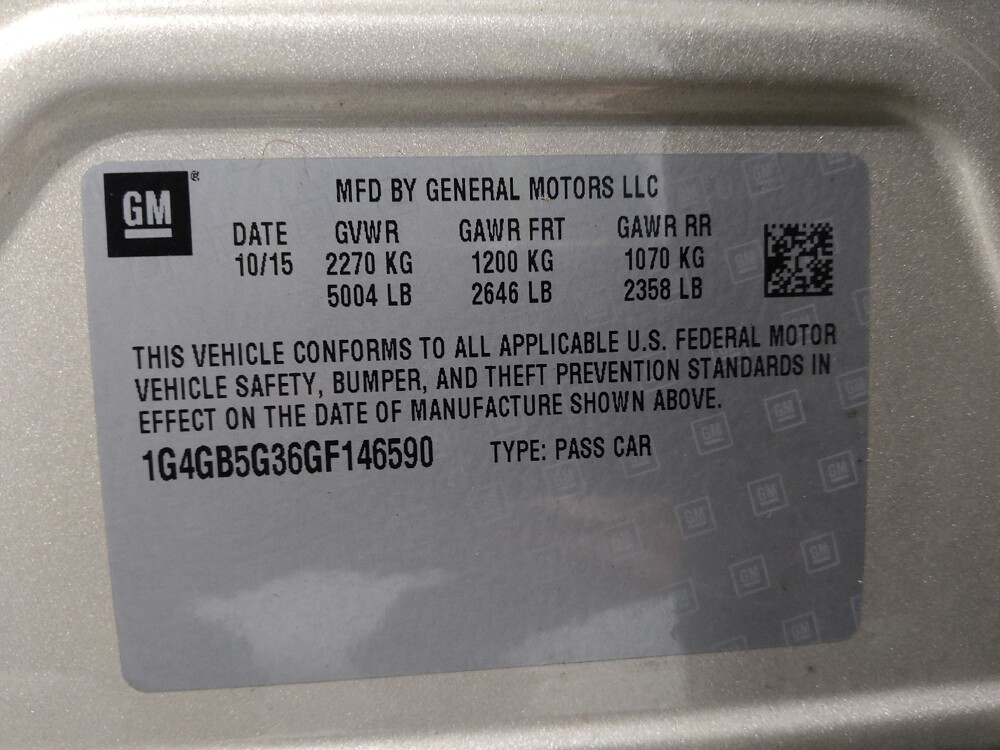 GM ®
MFD BY GENERAL MOTORS LLC
DATE GVWR GAWR FRT GAWR RR
10/15 2270 KG 1200 KG 1070 KG
5004 LB 2646 LB 2358 LB
THIS VEHICLE CONFORMS TO ALL APPLICABLE U.S. FEDERAL MOTOR
VEHICLE SAFETY, BUMPER, AND THEFT PREVENTION STANDARDS IN
EFFECT ON THE DATE OF MANUFACTURE SHOWN ABOVE.
1G4GB5G36GF146590 TYPE: PASS CAR